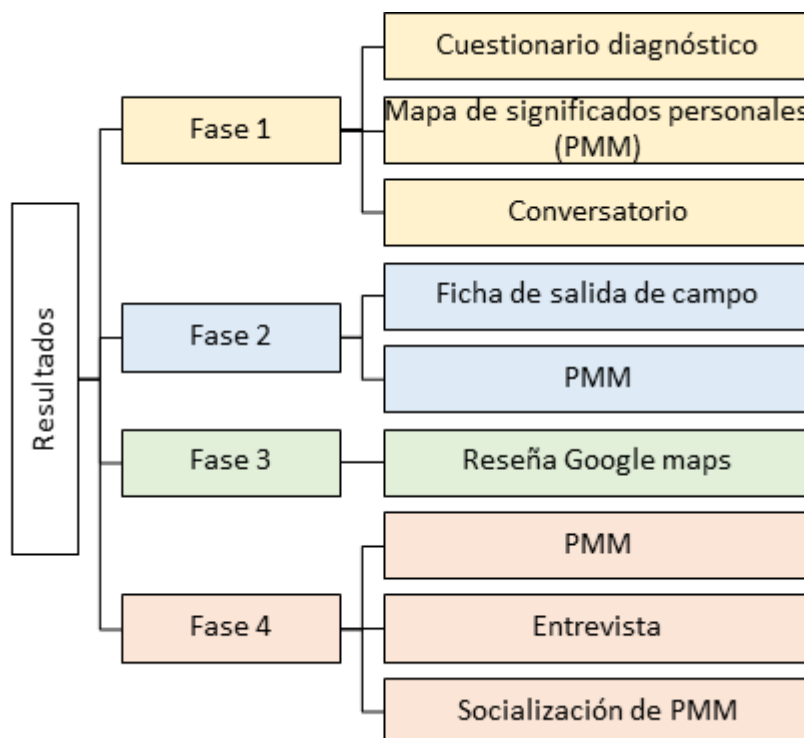 Resultados
Fase 1
Cuestionario diagnóstico
Mapa de significados personales
(PMM)
Conversatorio
Fase 2
Ficha de salida de campo
PMM
Fase 3
Reseña Google maps
Fase 4
PMM
Entrevista
Socialización de PMM